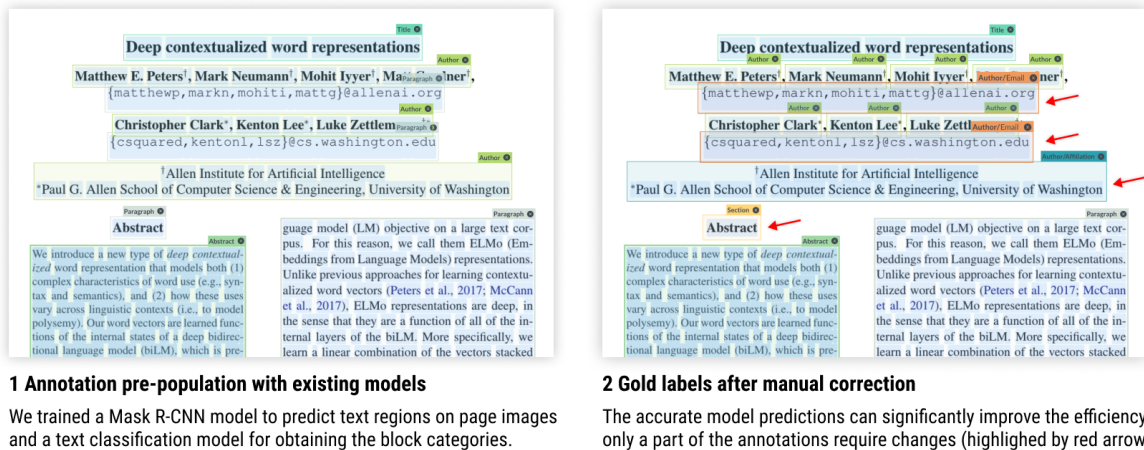 Title
Deep contextualized word representations
Author
Matthew E. Peters†, Mark Neumann†, Mohit Iyyer†, Ma ner†,
Paragraph
{matthewp,markn,mohiti,mattg}@allenai.org
Author
Christopher Clark*, Kenton Lee*, Luke Zettlem
Paragraph
{csquared,kentonl,lsz}@cs.washington.edu
Author
†Allen Institute for Artificial Intelligence
*Paul G. Allen School of Computer Science & Engineering, University of Washington
Paragraph
Abstract
Abstract
We introduce a new type of deep contextual-
ized word representation that models both (1)
complex characteristics of word use (e.g., syn-
tax and semantics), and (2) how these uses
vary across linguistic contexts (i.e., to model
polysemy). Our word vectors are learned func-
tions of the internal states of a deep bidirec-
tional language model (biLM), which is pre-
Paragraph
guage model (LM) objective on a large text cor-
pus. For this reason, we call them ELMo (Em-
beddings from Language Models) representations.
Unlike previous approaches for learning contextu-
alized word vectors (Peters et al., 2017; McCann
et al., 2017), ELMo representations are deep, in
the sense that they are a function of all of the in-
ternal layers of the biLM. More specifically, we
learn a linear combination of the vectors stacked
1 Annotation pre-population with existing models
We trained a Mask R-CNN model to predict text regions on page images
and a text classification model for obtaining the block categories.
Title
Deep contextualized word representations
Author Author Author Author/Email
Matthew E. Peters†, Mark Neumann†, Mohit Iyyer†, ner†,
{matthewp,markn,mohiti,mattg}@allenai.org
Author Author Author
Christopher Clark*, Kenton Lee*, Luke Zettl
Author/Email
{csquared,kentonl,lsz}@cs.washington.edu
Author/Affiliation
†Allen Institute for Artificial Intelligence
*Paul G. Allen School of Computer Science & Engineering, University of Washington
Section
Abstract
Abstract
We introduce a new type of deep contextual-
ized word representation that models both (1)
complex characteristics of word use (e.g., syn-
tax and semantics), and (2) how these uses
vary across linguistic contexts (i.e., to model
polysemy). Our word vectors are learned func-
tions of the internal states of a deep bidirec-
tional language model (biLM), which is pre-
Paragraph
guage model (LM) objective on a large text cor-
pus. For this reason, we call them ELMo (Em-
beddings from Language Models) representations.
Unlike previous approaches for learning contextu-
alized word vectors (Peters et al., 2017; McCann
et al., 2017), ELMo representations are deep, in
the sense that they are a function of all of the in-
ternal layers of the biLM. More specifically, we
learn a linear combination of the vectors stacked
2 Gold labels after manual correction
The accurate model predictions can significantly improve the efficiency
only a part of the annotations require changes (highlighed by red arrow